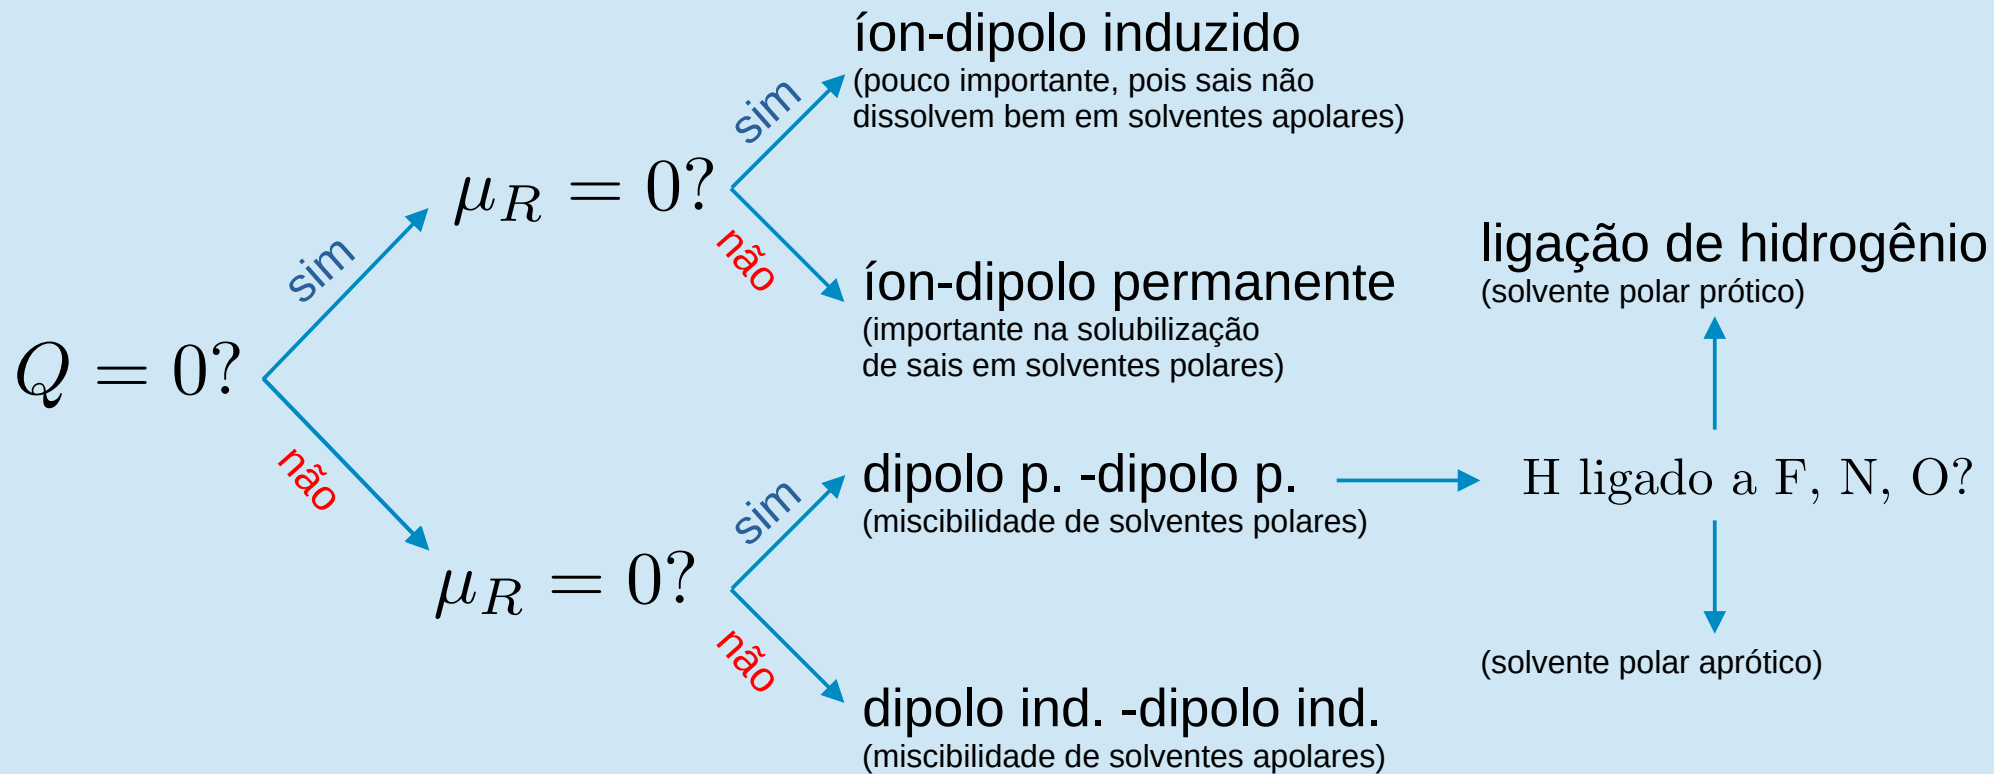 Q = 0?
sim
não
μ_R = 0?
sim
não
íon-dipolo induzido
(pouco importante, pois sais não
dissolvem bem em solventes apolares)
íon-dipolo permanente
(importante na solubilização
de sais em solventes polares)
μ_R = 0?
sim
não
dipolo p. -dipolo p.
(miscibilidade de solventes polares)
dipolo ind. -dipolo ind.
(miscibilidade de solventes apolares)
ligação de hidrogênio
(solvente polar prótico)
H ligado a F, N, O?
(solvente polar aprótico)